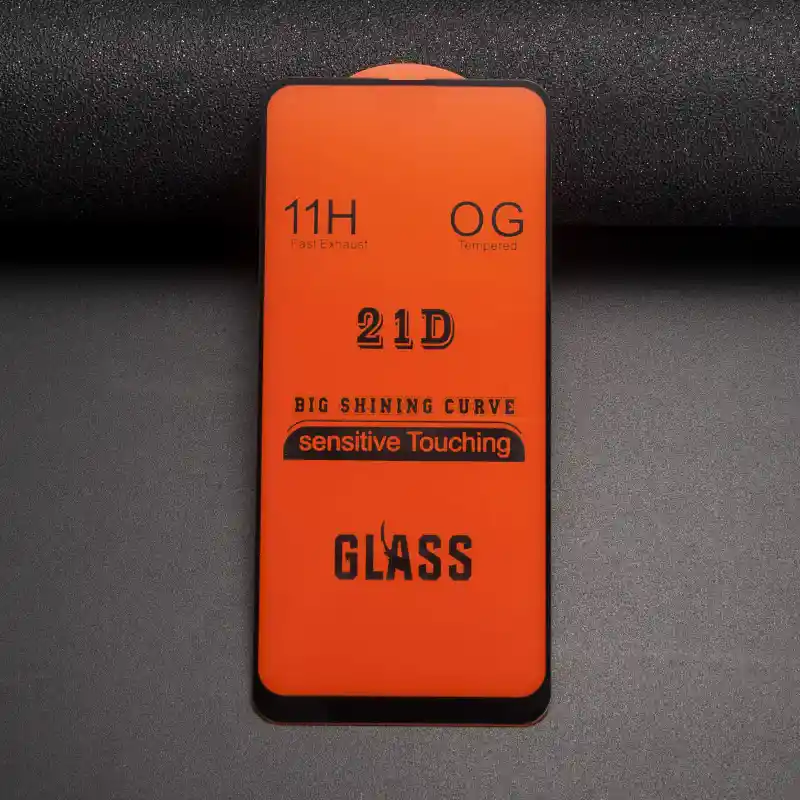 11H OG
Fast Exhaust Tempered
21D
BIG SHINING CURVE
sensitive Touching
GLASS